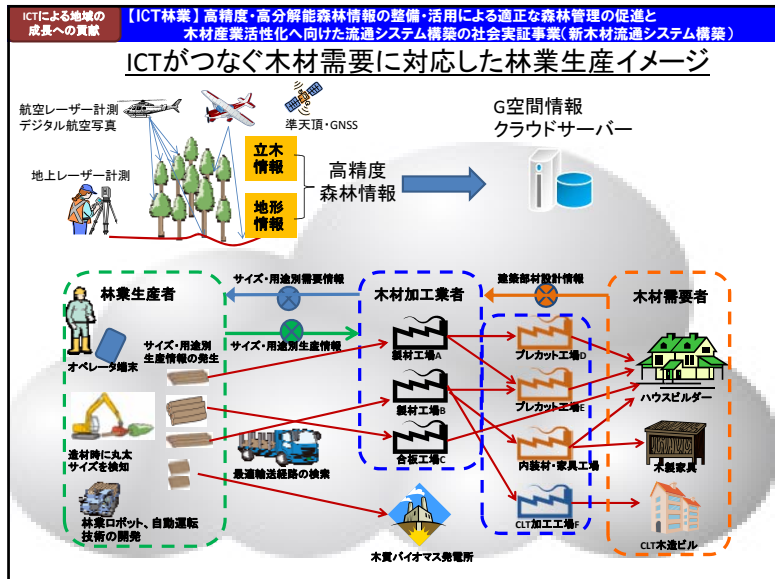 ICTによる地域の
成長への貢献
【ICT林業】高精度・高分解能森林情報の整備・活用による適正な森林管理の促進と
木材産業活性化へ向けた流通システム構築の社会実証事業(新木材流通システム構築)
ICTがつなぐ木材需要に対応した林業生産イメージ
航空レーザー計測
デジタル航空写真
準天頂・GNSS
G空間情報
クラウドサーバー
立木
情報
地上レーザー計測
高精度
森林情報
地形
情報
林業生産者
サイズ・用途別需要情報
木材加工業者
建築部材設計情報
木材需要者
サイズ・用途別生産情報
サイズ・用途別
生産情報の発生
オペレータ端末
製材工場A
プレカット工場D
ハウスビルダー
製材工場B
プレカット工場E
造材時に丸太
サイズを検知
合板工場C
最適輸送経路の検索
内装材・家具工場
木製家具
林業ロボット、自動運転
技術の開発
木質バイオマス発電所
CLT加工工場F
CLT木造ビル